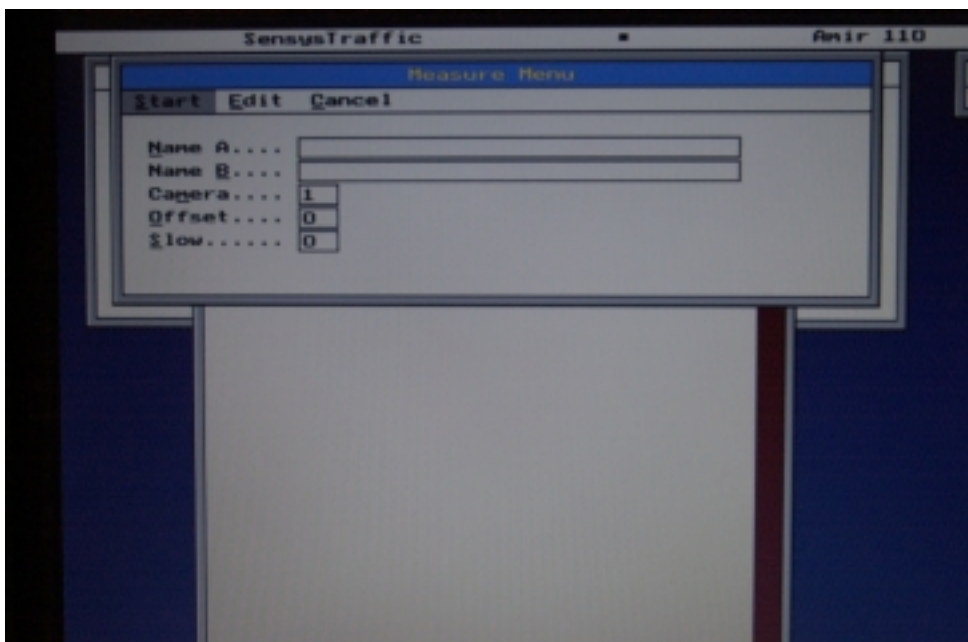 SensysTraffic ■ Amir 110
Measure Menu
Start Edit Cancel
Name A....
Name B....
Camera.... 1
Offset.... 0
Slow...... 0